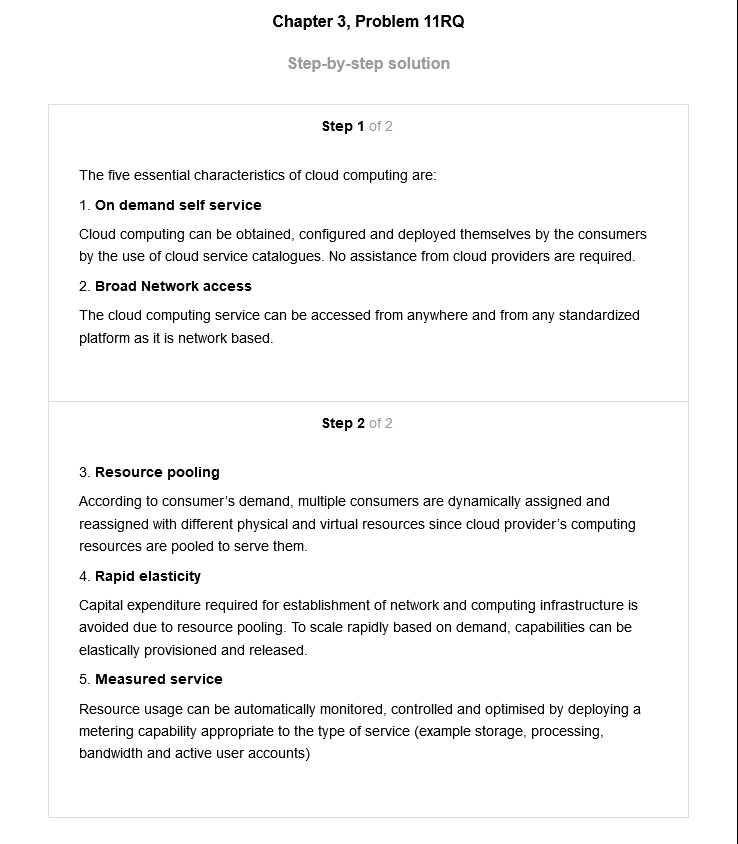 Chapter 3, Problem 11RQ
Step-by-step solution
Step 1 of 2
The five essential characteristics of cloud computing are:
1. On demand self service
Cloud computing can be obtained, configured and deployed themselves by the consumers
by the use of cloud service catalogues. No assistance from cloud providers are required.
2. Broad Network access
The cloud computing service can be accessed from anywhere and from any standardized
platform as it is network based.
Step 2 of 2
3. Resource pooling
According to consumer's demand, multiple consumers are dynamically assigned and
reassigned with different physical and virtual resources since cloud provider's computing
resources are pooled to serve them.
4. Rapid elasticity
Capital expenditure required for establishment of network and computing infrastructure is
avoided due to resource pooling. To scale rapidly based on demand, capabilities can be
elastically provisioned and released.
5. Measured service
Resource usage can be automatically monitored, controlled and optimised by deploying a
metering capability appropriate to the type of service (example storage, processing,
bandwidth and active user accounts)